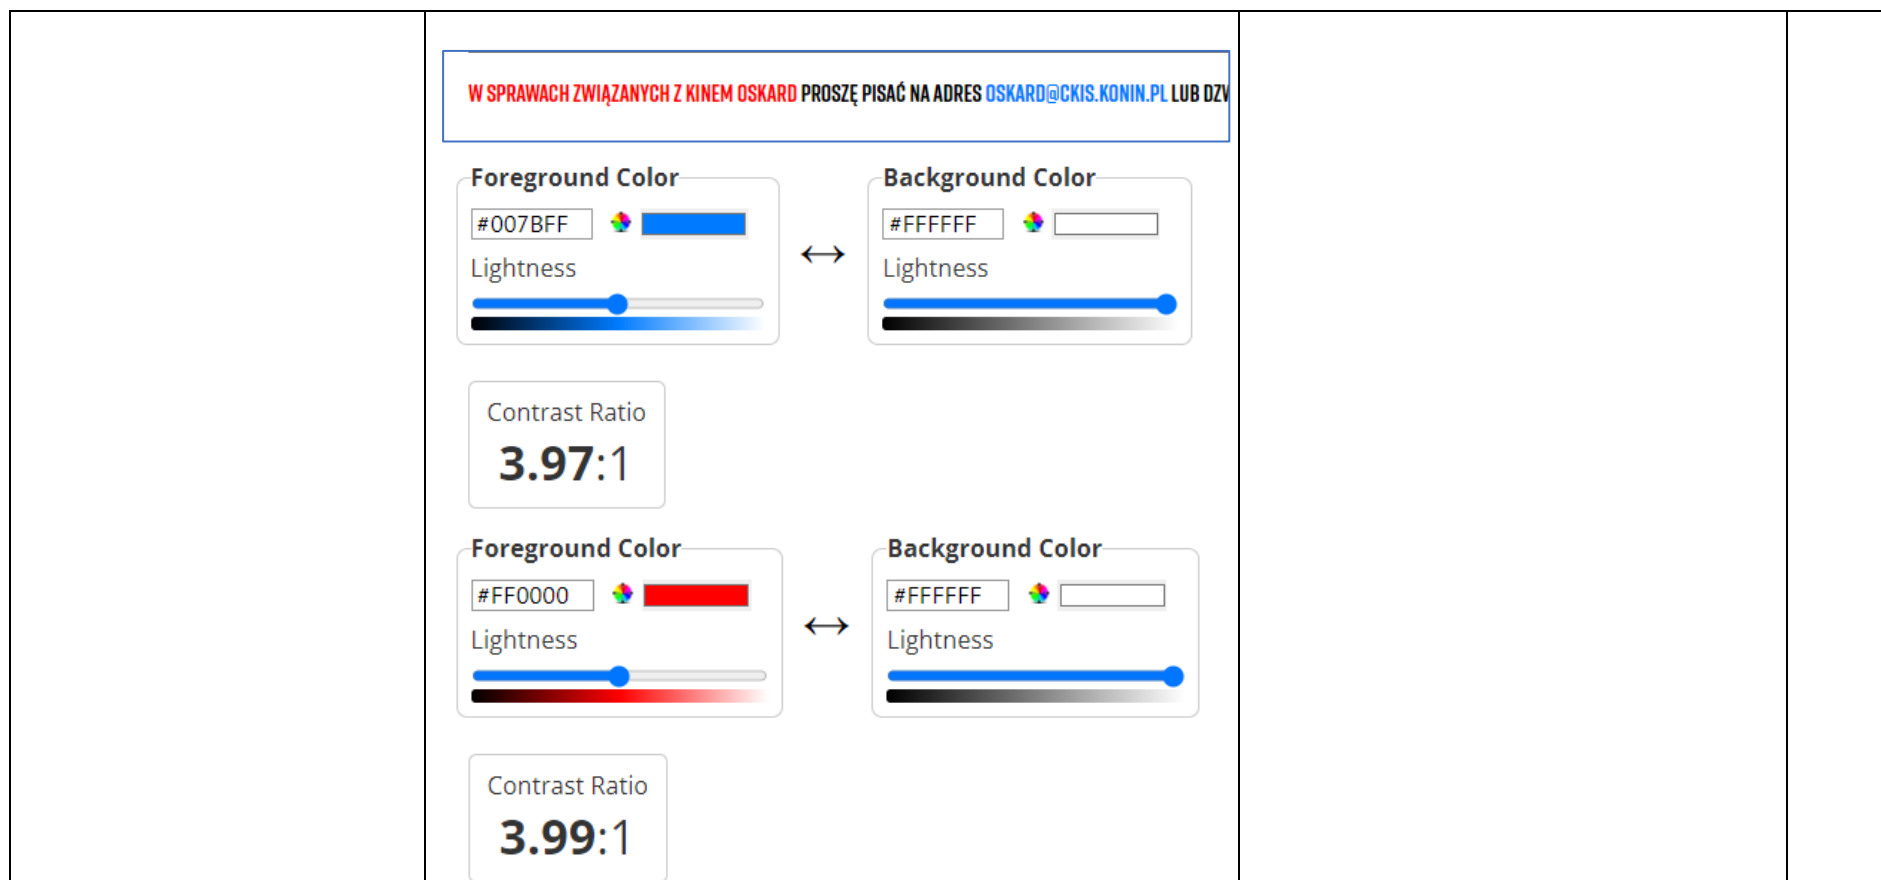 W SPRAWACH ZWIĄZANYCH Z KINEM OSKARD PROSZĘ PISAĆ NA ADRES OSKARD@CKIS.KONIN.PL LUB
Foreground Color Background Color
#007BFF #FFFFFF
Lightness Lightness
Contrast Ratio
3.97:1
Foreground Color Background Color
#FF0000 #FFFFFF
Lightness Lightness
Contrast Ratio
3.99:1